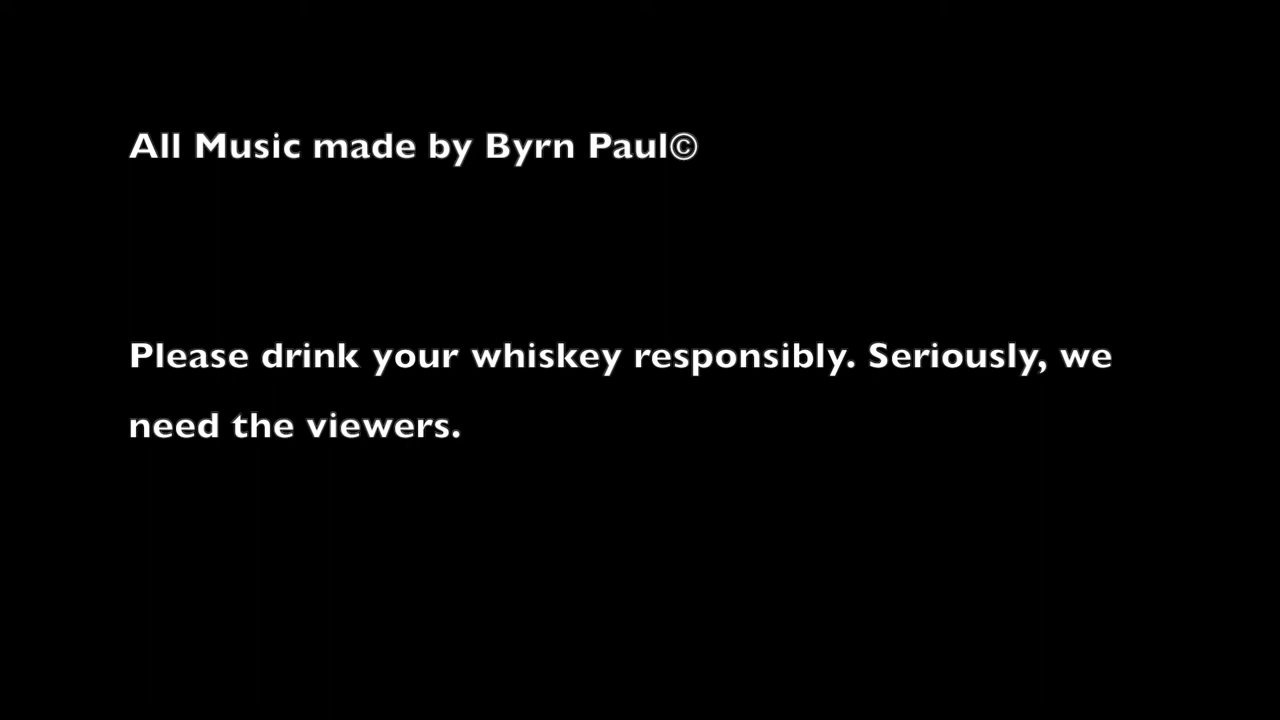 All Music made by Byrn Paul©
Please drink your whiskey responsibly. Seriously, we
need the viewers.